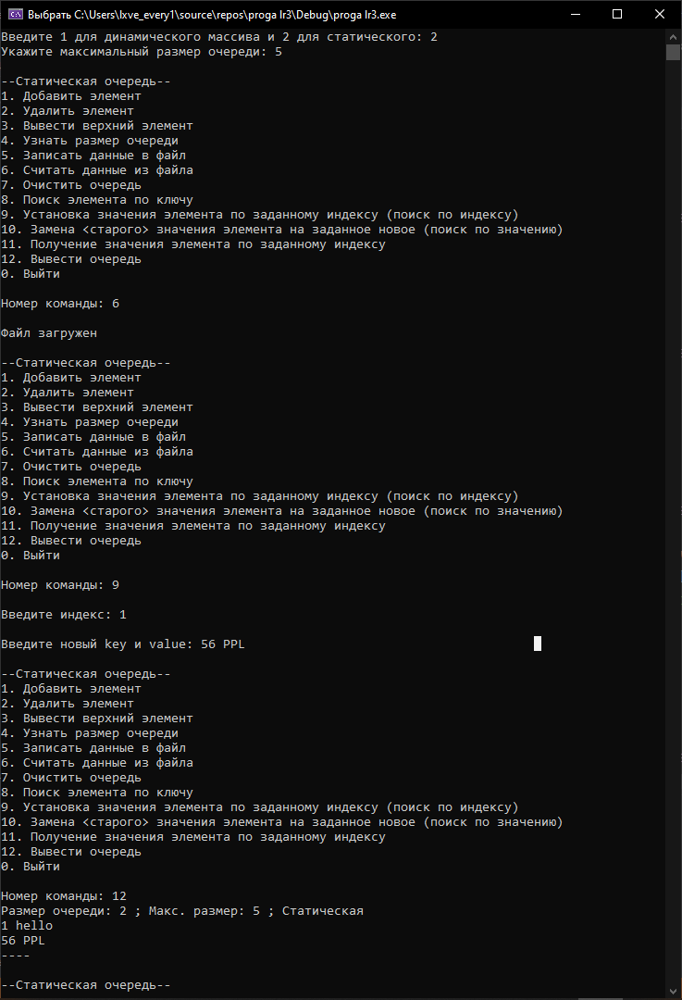 Выбрать C:\Users\lxve_every1\source\repos\proga lr3\Debug\proga lr3.exe
Введите 1 для динамического массива и 2 для статического: 2
Укажите максимальный размер очереди: 5
--Статическая очередь--
1. Добавить элемент
2. Удалить элемент
3. Вывести верхний элемент
4. Узнать размер очереди
5. Записать данные в файл
6. Считать данные из файла
7. Очистить очередь
8. Поиск элемента по ключу
9. Установка значения элемента по заданному индексу (поиск по индексу)
10. Замена <старого> значения элемента на заданное новое (поиск по значению)
11. Получение значения элемента по заданному индексу
12. Вывести очередь
0. Выйти
Номер команды: 6
Файл загружен
--Статическая очередь--
1. Добавить элемент
2. Удалить элемент
3. Вывести верхний элемент
4. Узнать размер очереди
5. Записать данные в файл
6. Считать данные из файла
7. Очистить очередь
8. Поиск элемента по ключу
9. Установка значения элемента по заданному индексу (поиск по индексу)
10. Замена <старого> значения элемента на заданное новое (поиск по значению)
11. Получение значения элемента по заданному индексу
12. Вывести очередь
0. Выйти
Номер команды: 9
Введите индекс: 1
Введите новый key и value: 56 PPL
--Статическая очередь--
1. Добавить элемент
2. Удалить элемент
3. Вывести верхний элемент
4. Узнать размер очереди
5. Записать данные в файл
6. Считать данные из файла
7. Очистить очередь
8. Поиск элемента по ключу
9. Установка значения элемента по заданному индексу (поиск по индексу)
10. Замена <старого> значения элемента на заданное новое (поиск по значению)
11. Получение значения элемента по заданному индексу
12. Вывести очередь
0. Выйти
Номер команды: 12
Размер очереди: 2 ; Макс. размер: 5 ; Статическая
1 hello
56 PPL
----
--Статическая очередь--